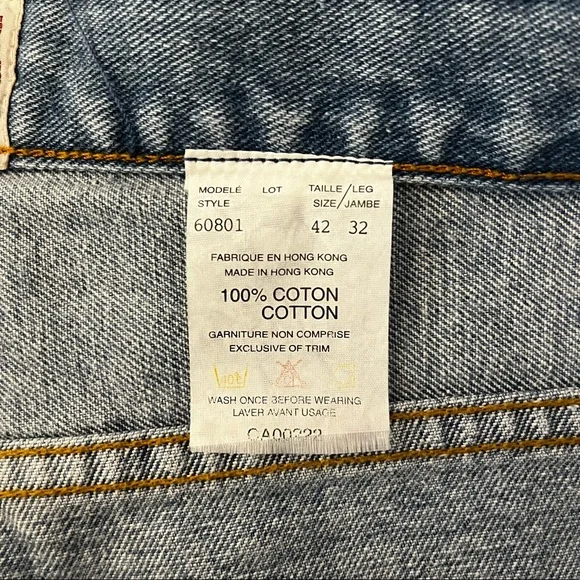 MODELÉ LOT TAILLE/LEG
STYLE SIZE/JAMBE
60801 42 32
FABRIQUE EN HONG KONG
MADE IN HONG KONG
100% COTON
COTTON
GARNITURE NON COMPRISE
EXCLUSIVE OF TRIM
WASH ONCE BEFORE WEARING
LAVER AVANT USAGE